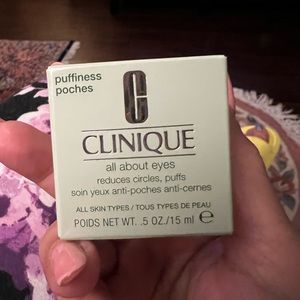 puffiness
poches
C
CLINIQUE
all about eyes
reduces circles, puffs
soin yeux anti-poches anti-cernes
ALL SKIN TYPES / TOUS TYPES DE PEAU
POIDS NET WT. .5 OZ./15 ml ℮